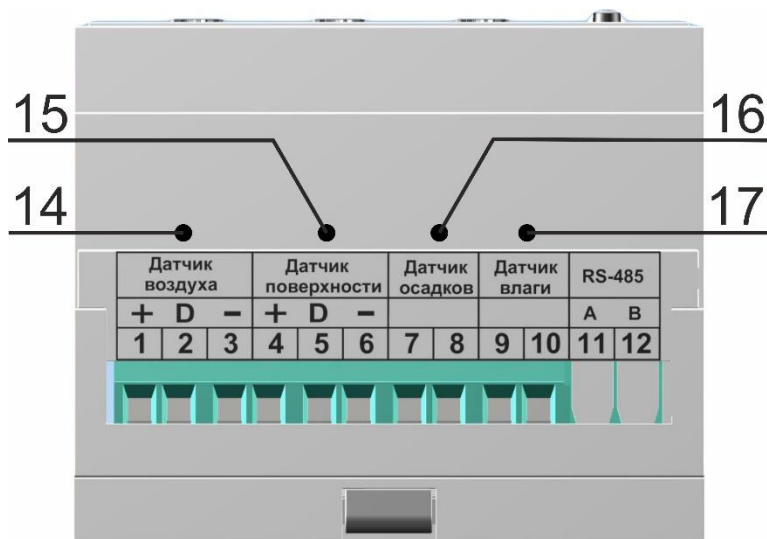 15
16
14
17
Датчик воздуха
Датчик поверхности
Датчик осадков
Датчик влаги
RS-485
+ D − + D − A B
1 2 3 4 5 6 7 8 9 10 11 12